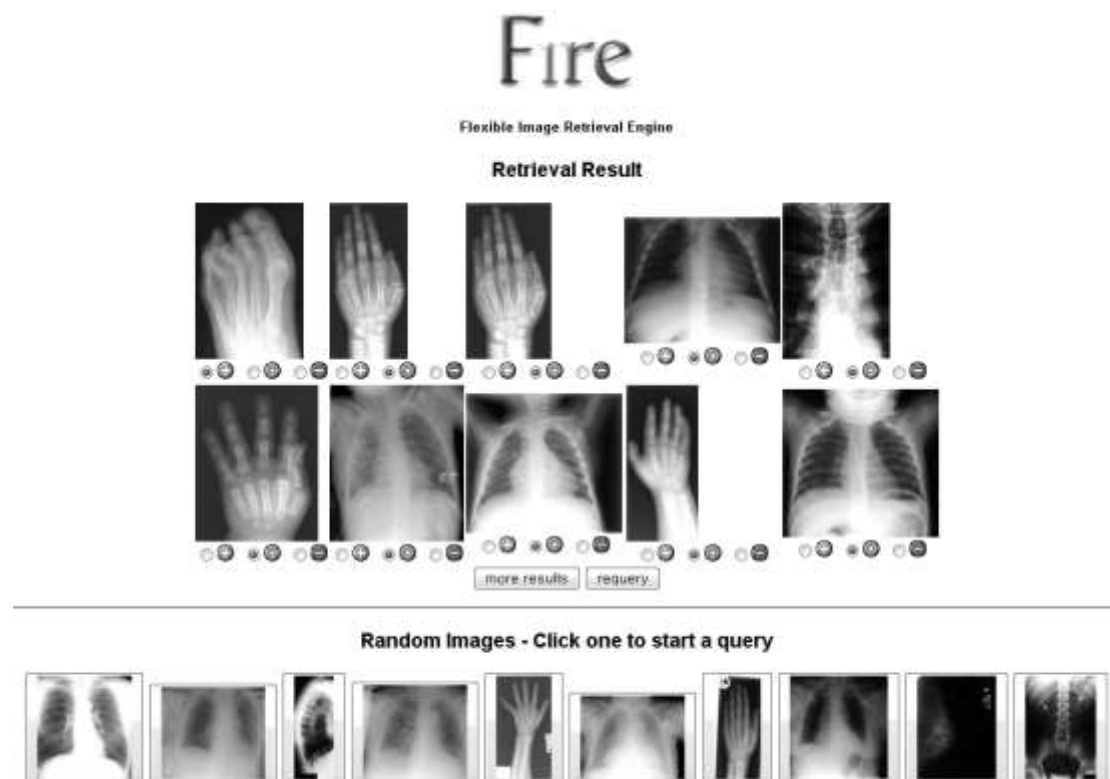 Fire
Flexible Image Retrieval Engine
Retrieval Result
more results requery
Random Images - Click one to start a query